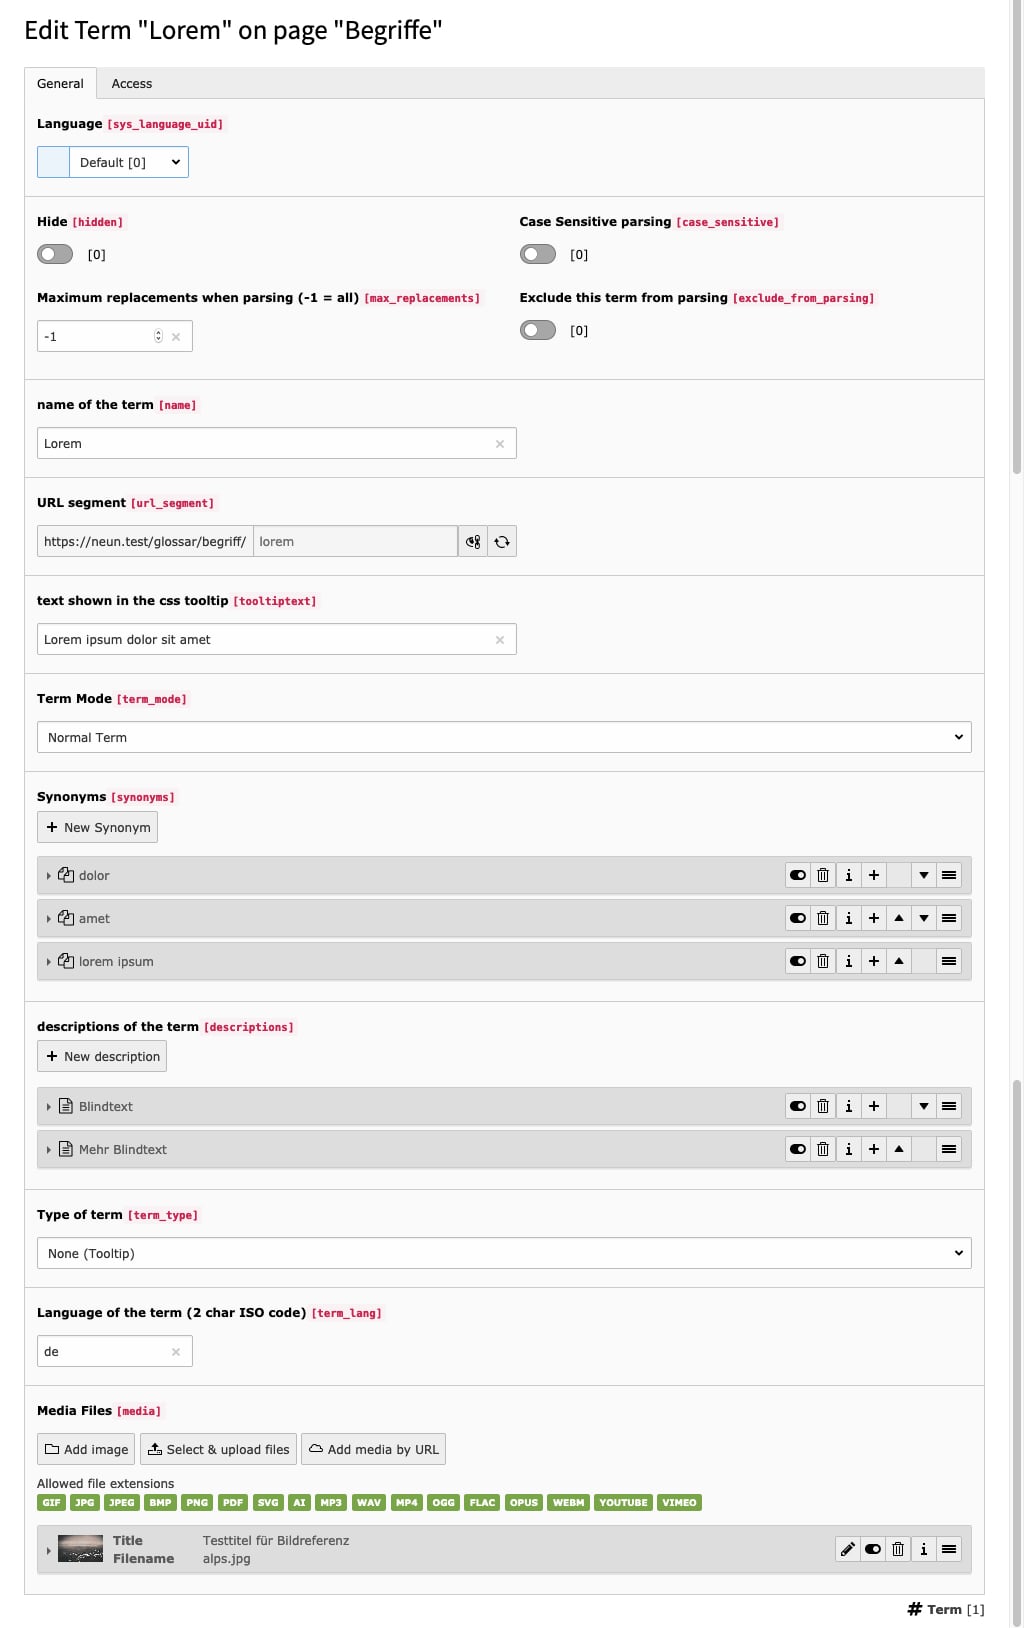 Edit Term "Lorem" on page "Begriffe"
General Access
Language [sys_language_uid]
Default [0]
Hide [hidden] Case Sensitive parsing [case_sensitive]
[0] [0]
Maximum replacements when parsing (-1 = all) [max_replacements] Exclude this term from parsing [exclude_from_parsing]
-1 [0]
name of the term [name]
Lorem
URL segment [url_segment]
https://neun.test/glossar/begriff/ lorem
text shown in the css tooltip [tooltiptext]
Lorem ipsum dolor sit amet
Term Mode [term_mode]
Normal Term
Synonyms [synonyms]
New Synonym
dolor
amet
lorem ipsum
descriptions of the term [descriptions]
New description
Blindtext
Mehr Blindtext
Type of term [term_type]
None (Tooltip)
Language of the term (2 char ISO code) [term_lang]
de
Media Files [media]
Add image Select & upload files Add media by URL
Allowed file extensions
GIF JPG JPEG BMP PNG PDF SVG AI MP3 WAV MP4 OGG FLAC OPUS WEBM YOUTUBE VIMEO
Title Testtitel für Bildreferenz
Filename alps.jpg
# Term [1]